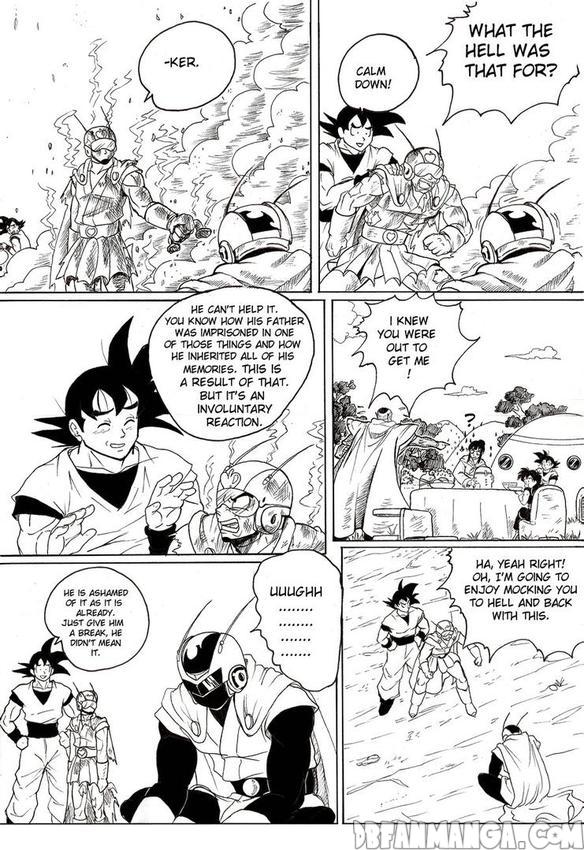 -KER.
WHAT THE
HELL WAS
THAT FOR?
CALM
DOWN!
HE CAN'T HELP IT.
YOU KNOW HOW HIS FATHER
WAS IMPRISONED IN ONE
OF THOSE THINGS AND HOW
HE INHERITED ALL OF HIS
MEMORIES. THIS IS
A RESULT OF THAT.
BUT IT'S AN
INVOLUNTARY
REACTION.
I KNEW
YOU WERE
OUT TO
GET ME
!
?
HE IS ASHAMED
OF IT AS IT IS
ALREADY.
JUST GIVE HIM
A BREAK, HE
DIDN'T MEAN
IT.
UUUGHH
........
........
........
........
HA, YEAH RIGHT!
OH, I'M GOING TO
ENJOY MOCKING YOU
TO HELL AND BACK
WITH THIS.
DBFANMANGA.COM